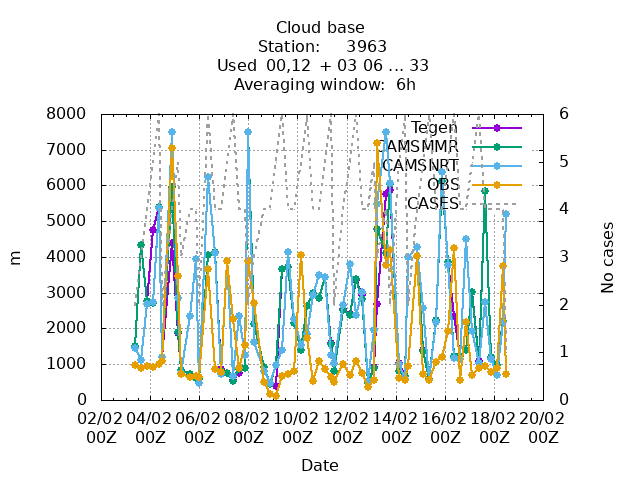 Cloud base
Station: 3963
Used 00,12 + 03 06 ... 33
Averaging window: 6h
8000
7000
6000
5000
4000
3000
2000
1000
0
m
6
5
4
3
2
1
0
No cases
Tegen
CAMSMMR
CAMSNRT
OBS
CASES
02/02 04/02 06/02 08/02 10/02 12/02 14/02 16/02 18/02 20/02
00Z 00Z 00Z 00Z 00Z 00Z 00Z 00Z 00Z 00Z
Date